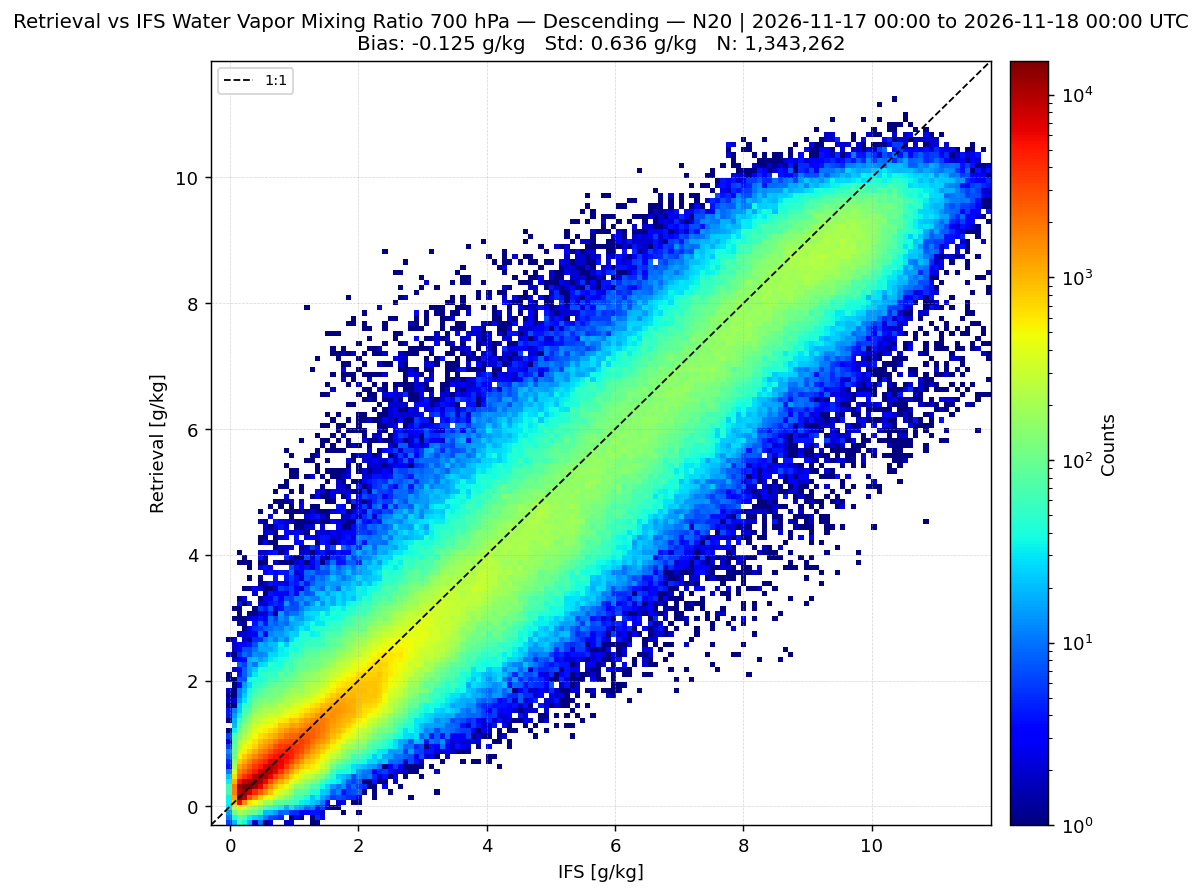 Retrieval vs IFS Water Vapor Mixing Ratio 700 hPa — Descending — N20 | 2026-11-17 00:00 to 2026-11-18 00:00 UTC
Bias: -0.125 g/kg   Std: 0.636 g/kg   N: 1,343,262
1:1
10
8
6
4
2
0
Retrieval [g/kg]
0 2 4 6 8 10
IFS [g/kg]
10⁴
10³
10²
10¹
10⁰
Counts